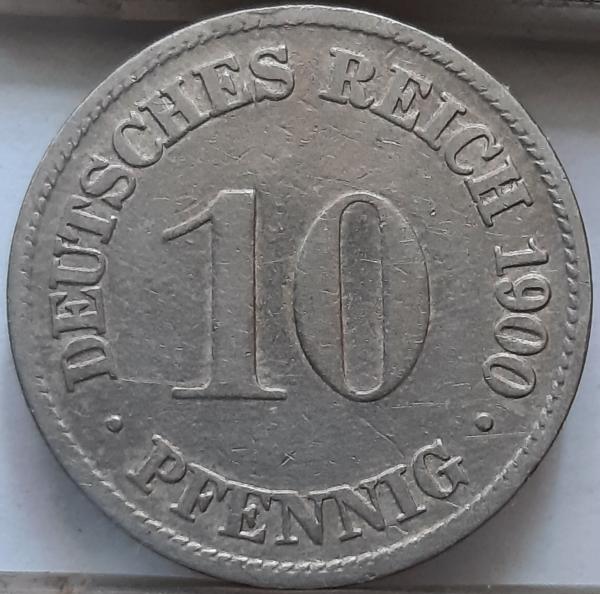 DEUTSCHES REICH 1900
10
• PFENNIG •